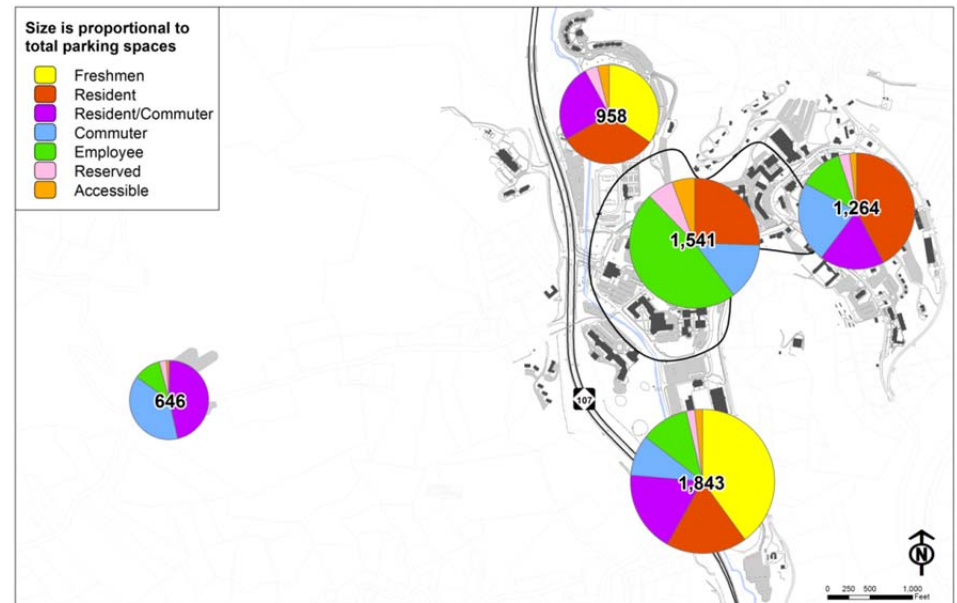 Size is proportional to
total parking spaces
Freshmen
Resident
Resident/Commuter
Commuter
Employee
Reserved
Accessible
958
1,264
1,541
646
107
1,843
N
0 250 500 1,000
Feet